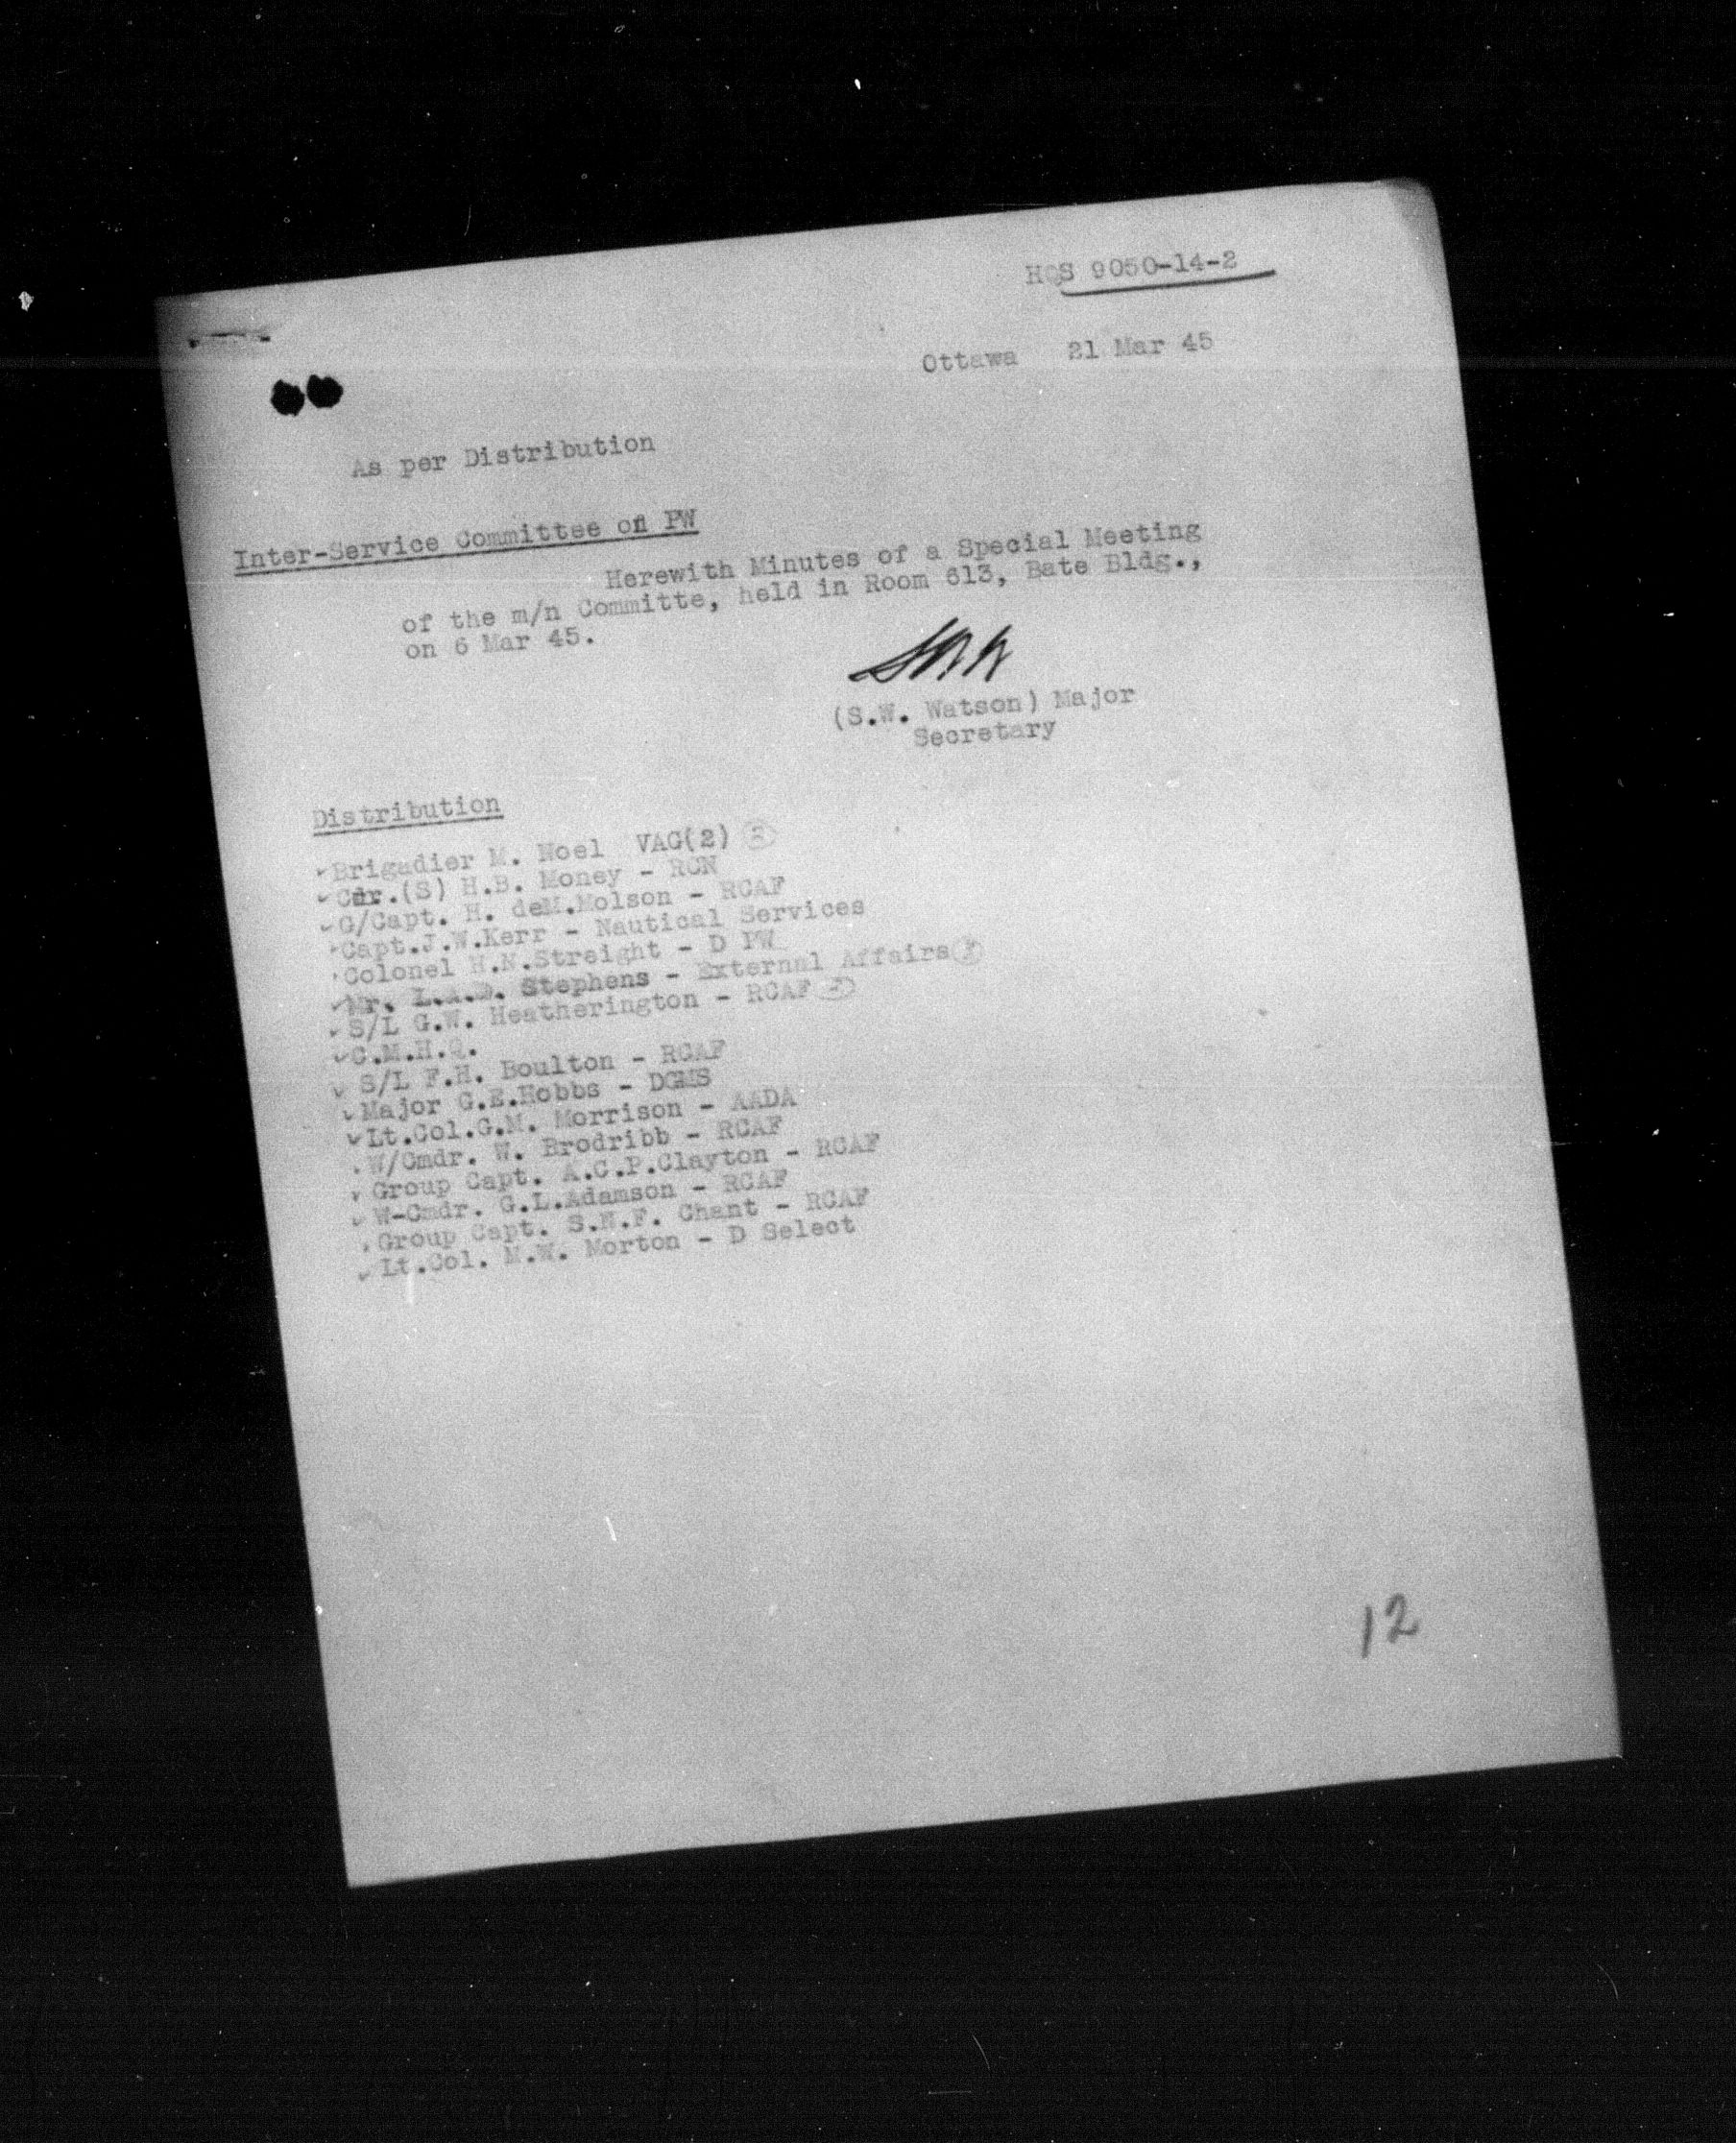 HQS 9050-14-2
Ottawa 21 Mar 45
As per Distribution
Inter-Service Committee on PW
Herewith Minutes of a Special Meeting
of the m/n Committe, held in Room 613, Bate Bldg.,
on 6 Mar 45.
(S.W. Watson) Major
Secretary
Distribution
Brigadier M. Noel VAG(2)
Cdr.(S) H.B. Money - RCN
G/Capt. H. deM.Molson - RCAF
Capt.J.W.Kerr - Nautical Services
Colonel H.N.Streight - D PW
Mr. Stephens - External Affairs
S/L G.W. Heatherington - RCAF
C.M.H.Q.
S/L F.H. Boulton - RCAF
Major G.E.Hobbs - DGMS
Lt.Col.G.M. Morrison - AADA
W/Cmdr. W. Brodribb - RCAF
Group Capt. A.C.P.Clayton - RCAF
W-Cmdr. G.L.Adamson - RCAF
Group Capt. S.N.F. Chant - RCAF
Lt.Col. M.W. Morton - D Select
12